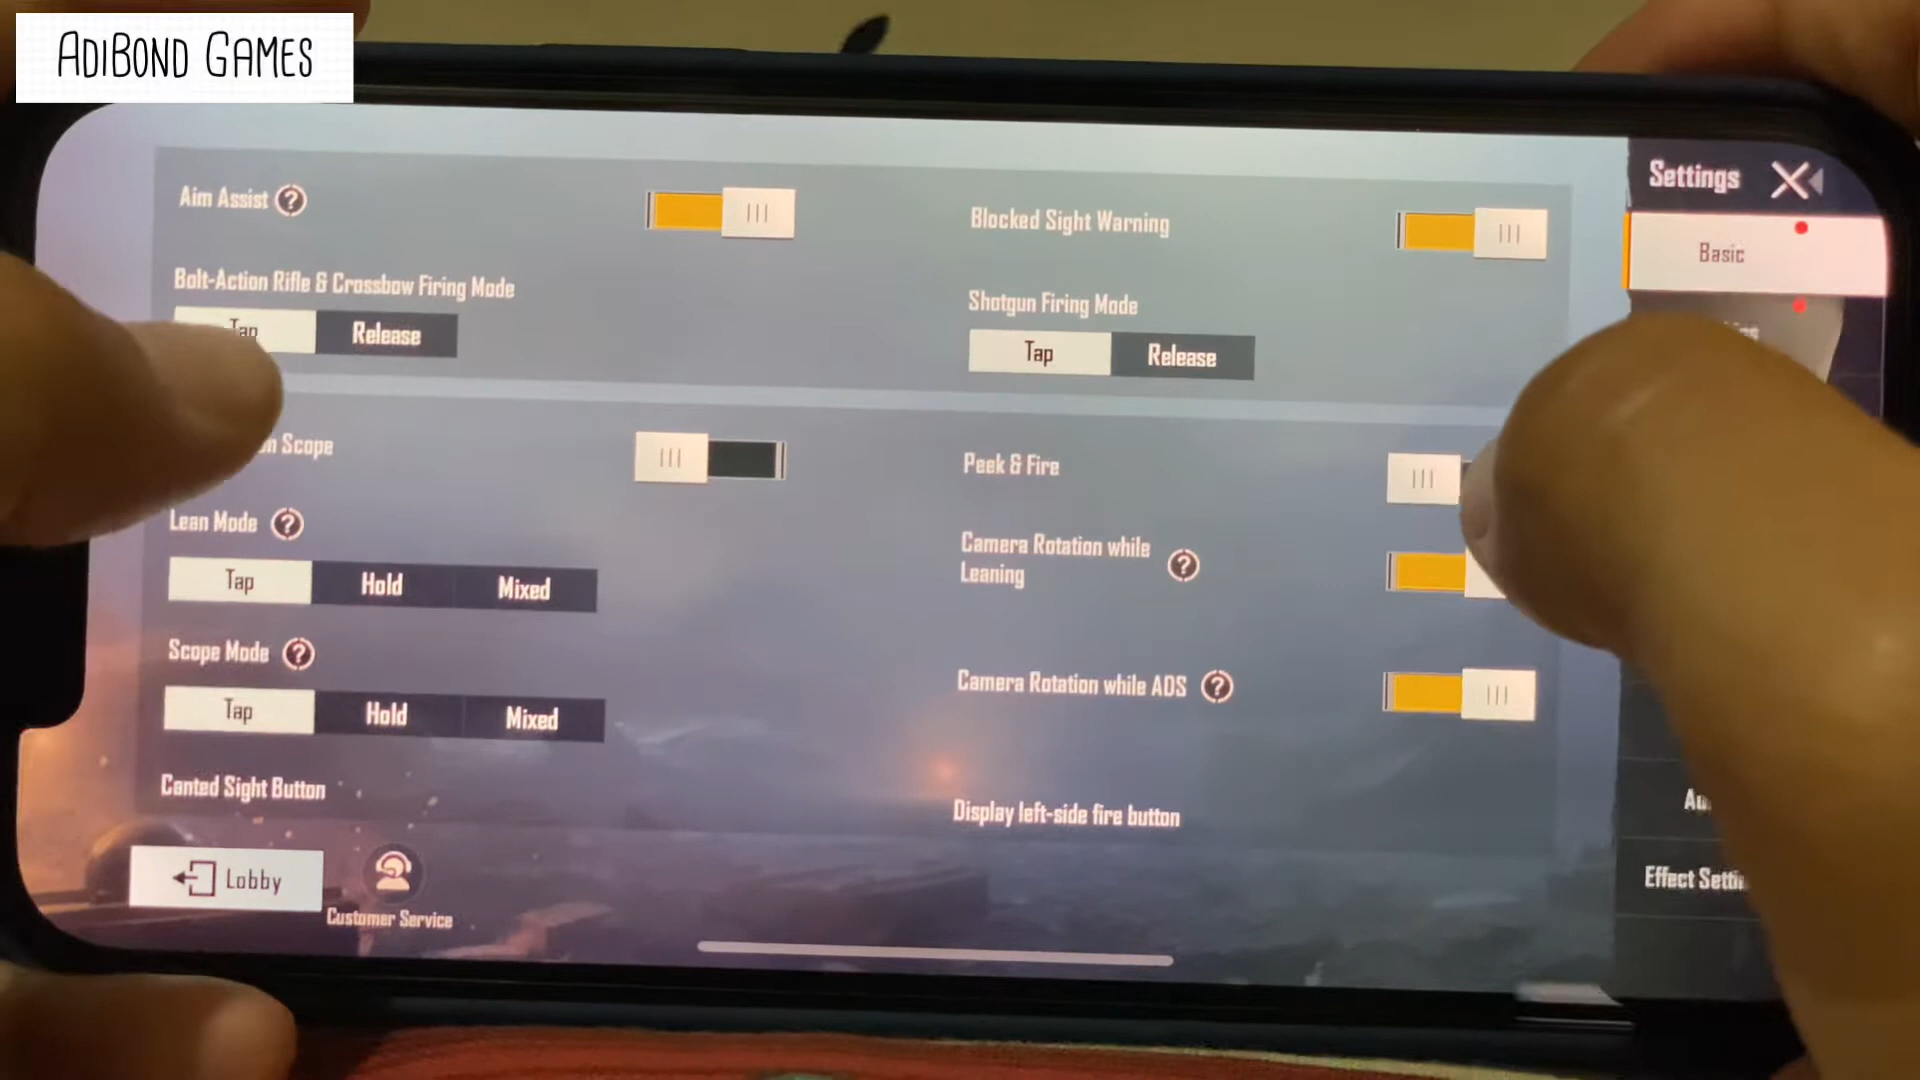 ADIBOND GAMES
Settings
Aim Assist ?
Blocked Sight Warning
Basic
Bolt-Action Rifle & Crossbow Firing Mode
Shotgun Firing Mode
Tap Release
Tap Release
Scope
Peek & Fire
Lean Mode ?
Camera Rotation while
Leaning ?
Tap Hold Mixed
Scope Mode ?
Camera Rotation while ADS ?
Tap Hold Mixed
Canted Sight Button
Display left-side fire button
Lobby
Effect
Customer Service